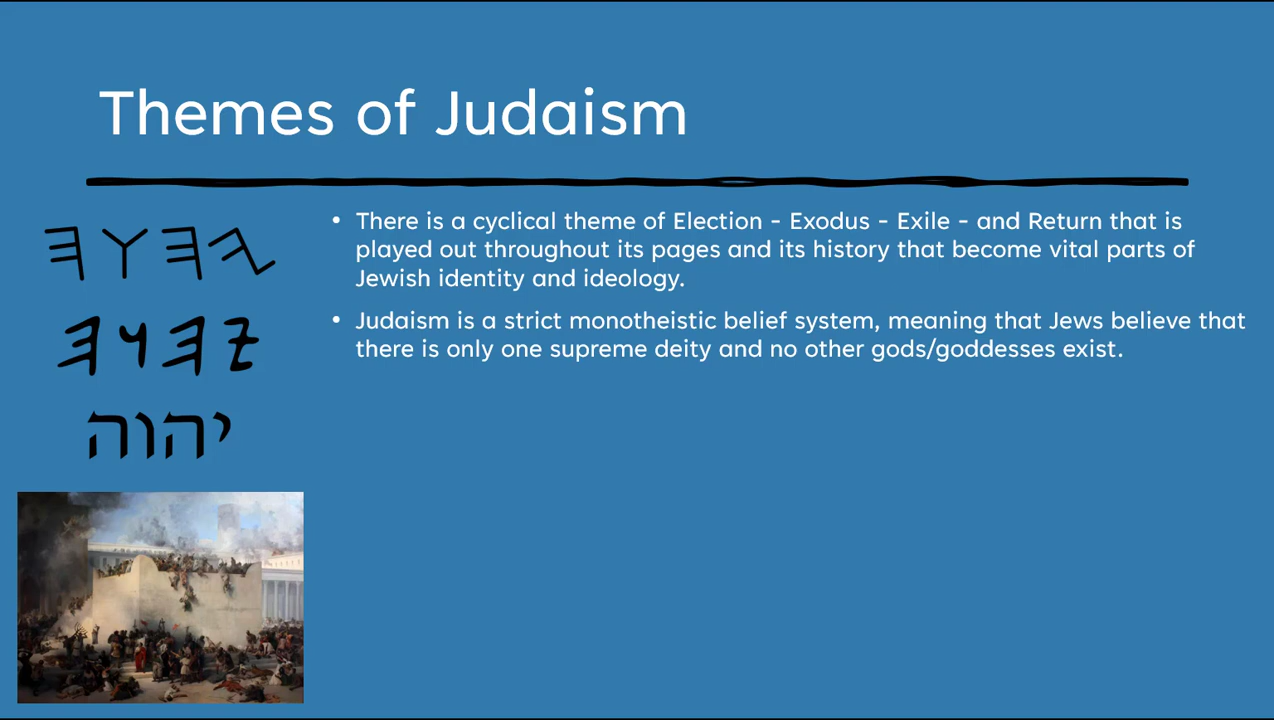 Themes of Judaism
𐤉𐤄𐤅𐤄
𐤉𐤄𐤅𐤄
יהוה
• There is a cyclical theme of Election - Exodus - Exile - and Return that is
played out throughout its pages and its history that become vital parts of
Jewish identity and ideology.
• Judaism is a strict monotheistic belief system, meaning that Jews believe that
there is only one supreme deity and no other gods/goddesses exist.